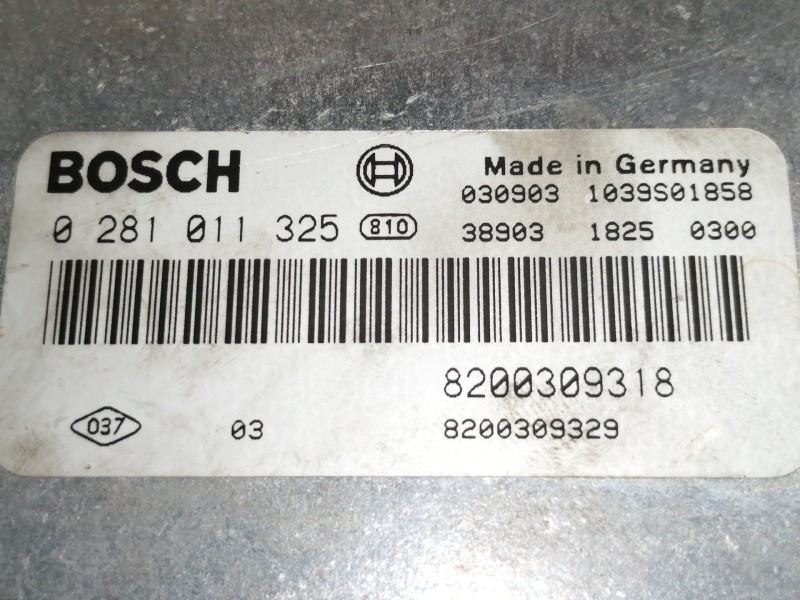 BOSCH
Made in Germany
030903 1039S01858
0 281 011 325 810
38903 1825 0300
8200309318
037 03 8200309329